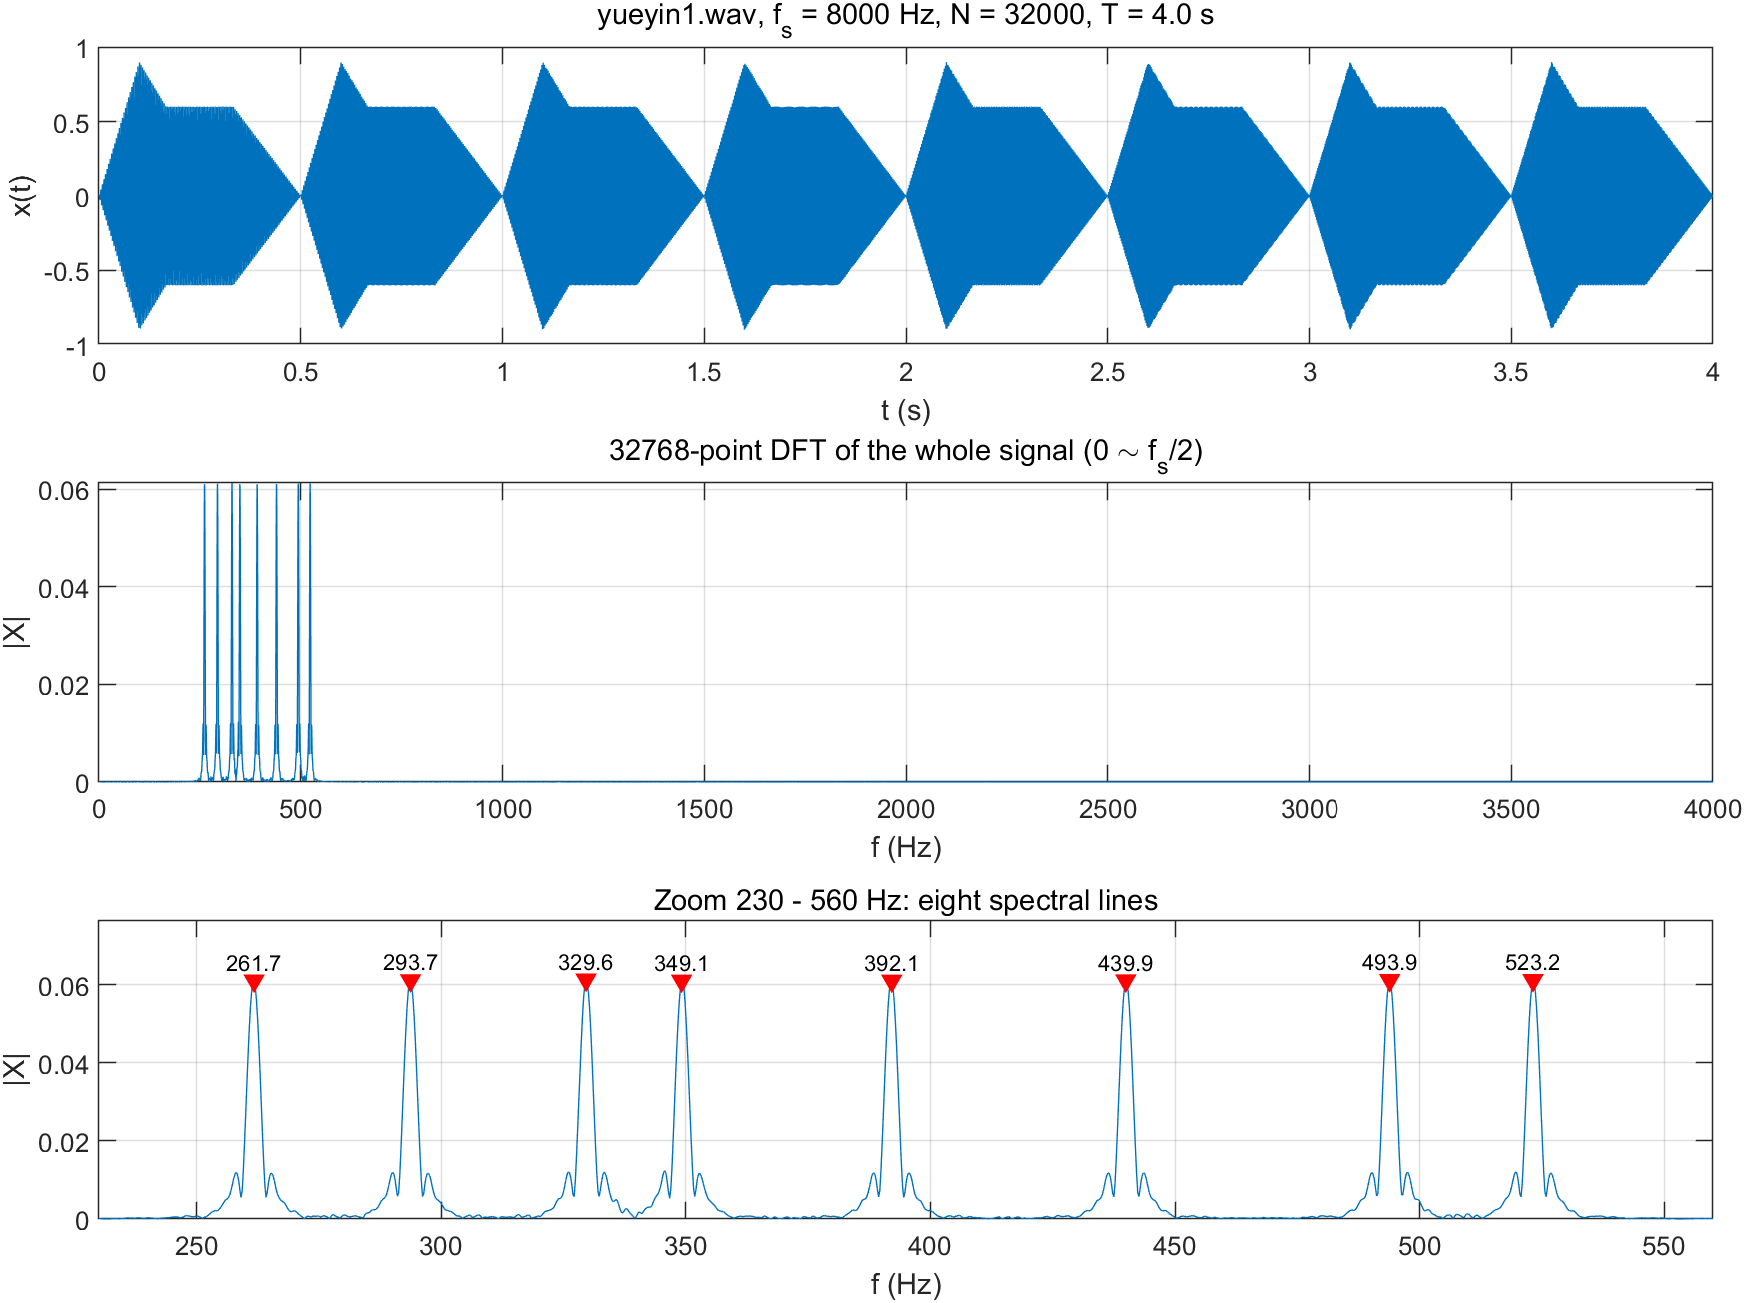 yueyin1.wav, fs = 8000 Hz, N = 32000, T = 4.0 s
1
0.5
0
-0.5
-1
x(t)
0 0.5 1 1.5 2 2.5 3 3.5 4
t (s)
32768-point DFT of the whole signal (0 ∼ fs/2)
0.06
0.04
0.02
0
|X|
0 500 1000 1500 2000 2500 3000 3500 4000
f (Hz)
Zoom 230 - 560 Hz: eight spectral lines
261.7 293.7 329.6 349.1 392.1 439.9 493.9 523.2
0.06
0.04
0.02
0
|X|
250 300 350 400 450 500 550
f (Hz)